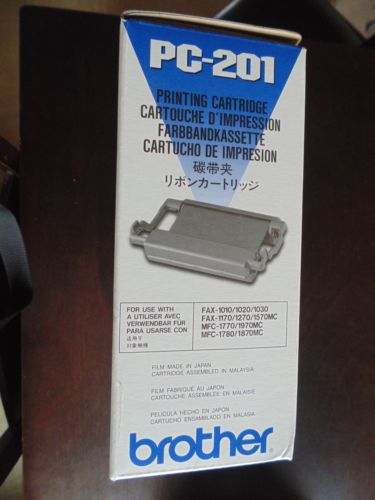 PC-201
PRINTING CARTRIDGE
CARTOUCHE D'IMPRESSION
FARBBANDKASSETTE
CARTUCHO DE IMPRESION
碳带夹
リボンカートリッジ
FOR USE WITH
A UTILISER AVEC
VERWENDBAR FÜR
PARA USARSE CON
适用于
対象機種
FAX-1010/1020/1030
FAX-1170/1270/1570MC
MFC-1770/1970MC
MFC-1780/1870MC
FILM MADE IN JAPAN
CARTRIDGE ASSEMBLED IN MALAYSIA
FILM FABRIQUÉ AU JAPON
CARTOUCHE ASSEMBLÉE EN MALAISIE
PELICULA HECHO EN JAPON
CARTUCHO ENSAMBLADO EN MALASIA
brother®